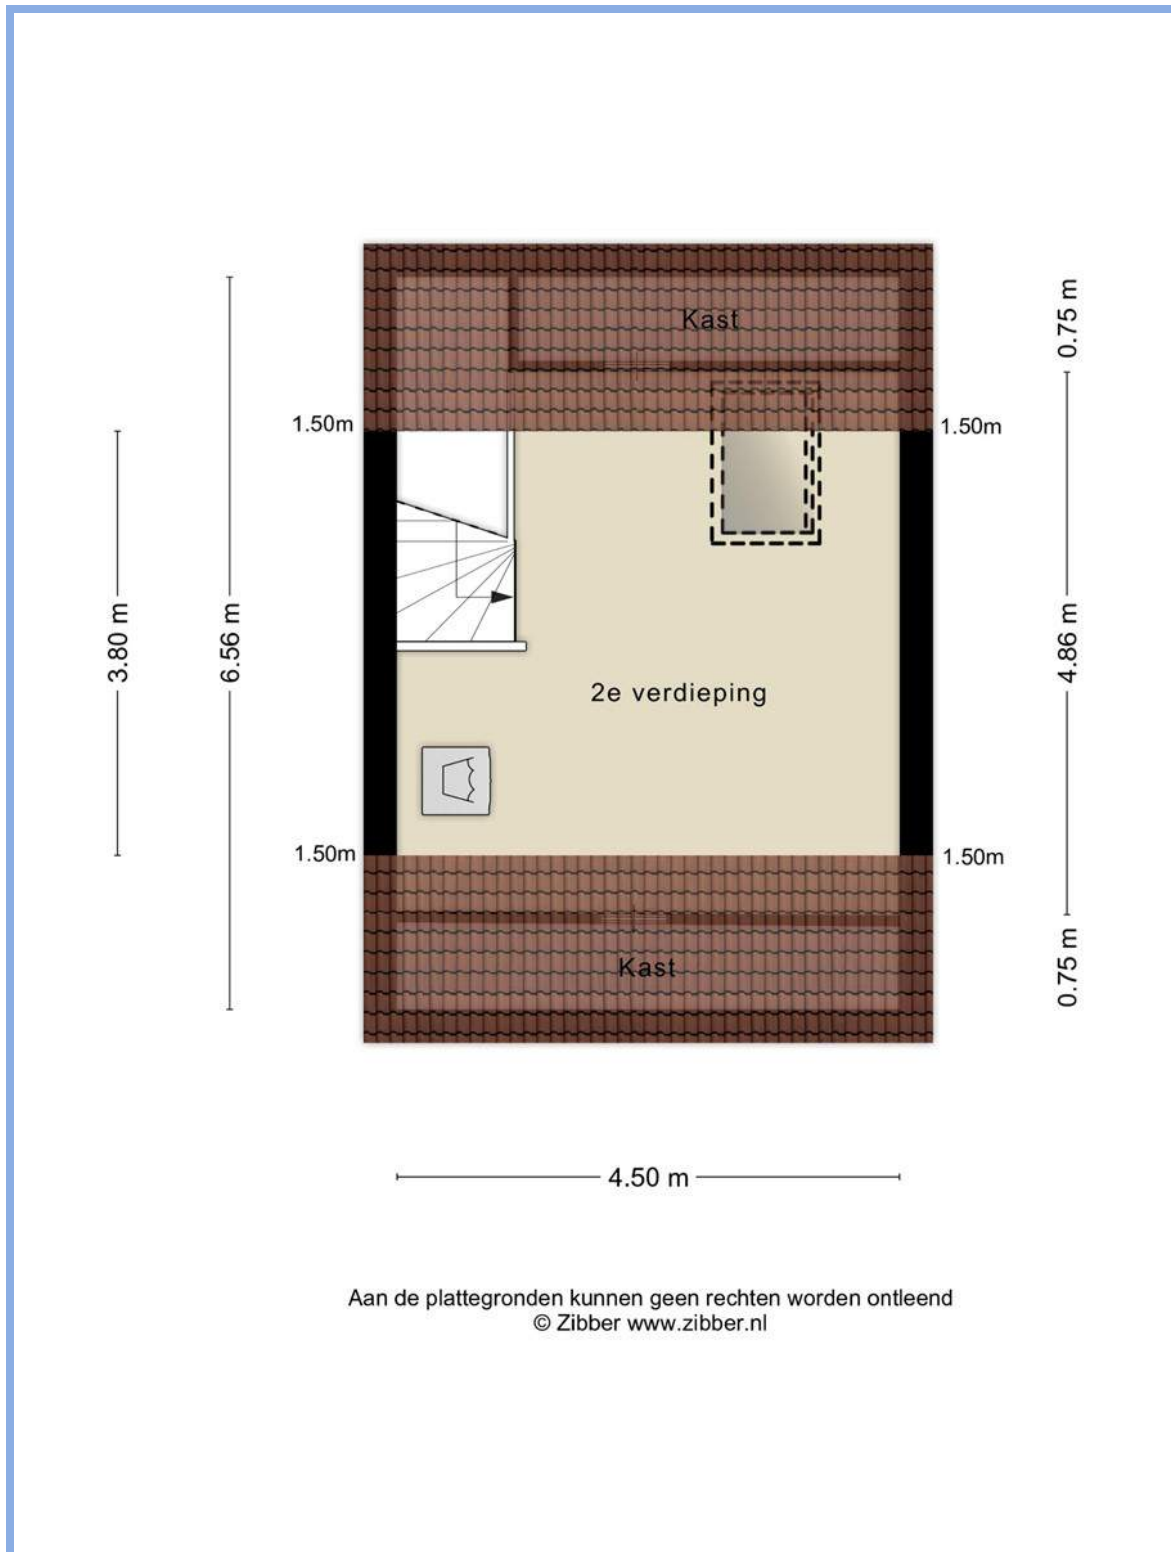 Kast
0.75 m
1.50m
1.50m
3.80 m
6.56 m
4.86 m
2e verdieping
1.50m
1.50m
Kast
0.75 m
4.50 m
Aan de plattegronden kunnen geen rechten worden ontleend
© Zibber www.zibber.nl